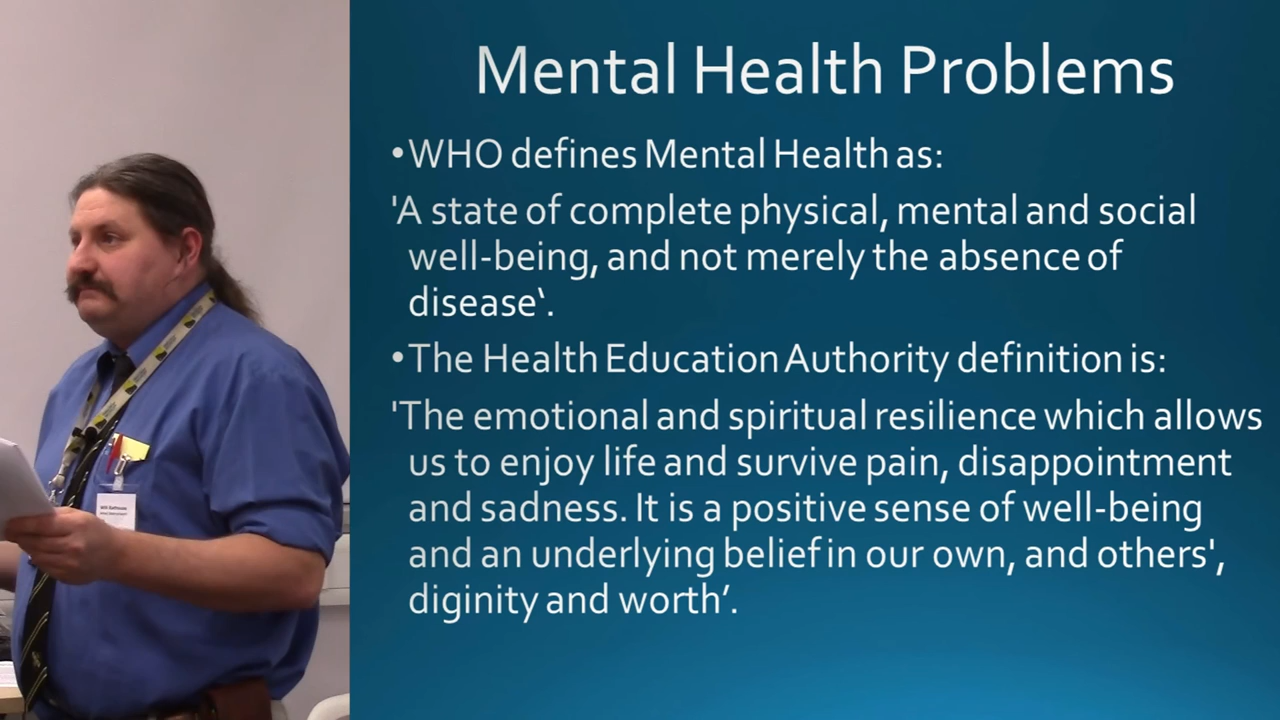 Mental Health Problems
•WHO defines Mental Health as:
'A state of complete physical, mental and social
well-being, and not merely the absence of
disease‘.
•The Health Education Authority definition is:
'The emotional and spiritual resilience which allows
us to enjoy life and survive pain, disappointment
and sadness. It is a positive sense of well-being
and an underlying belief in our own, and others',
diginity and worth’.